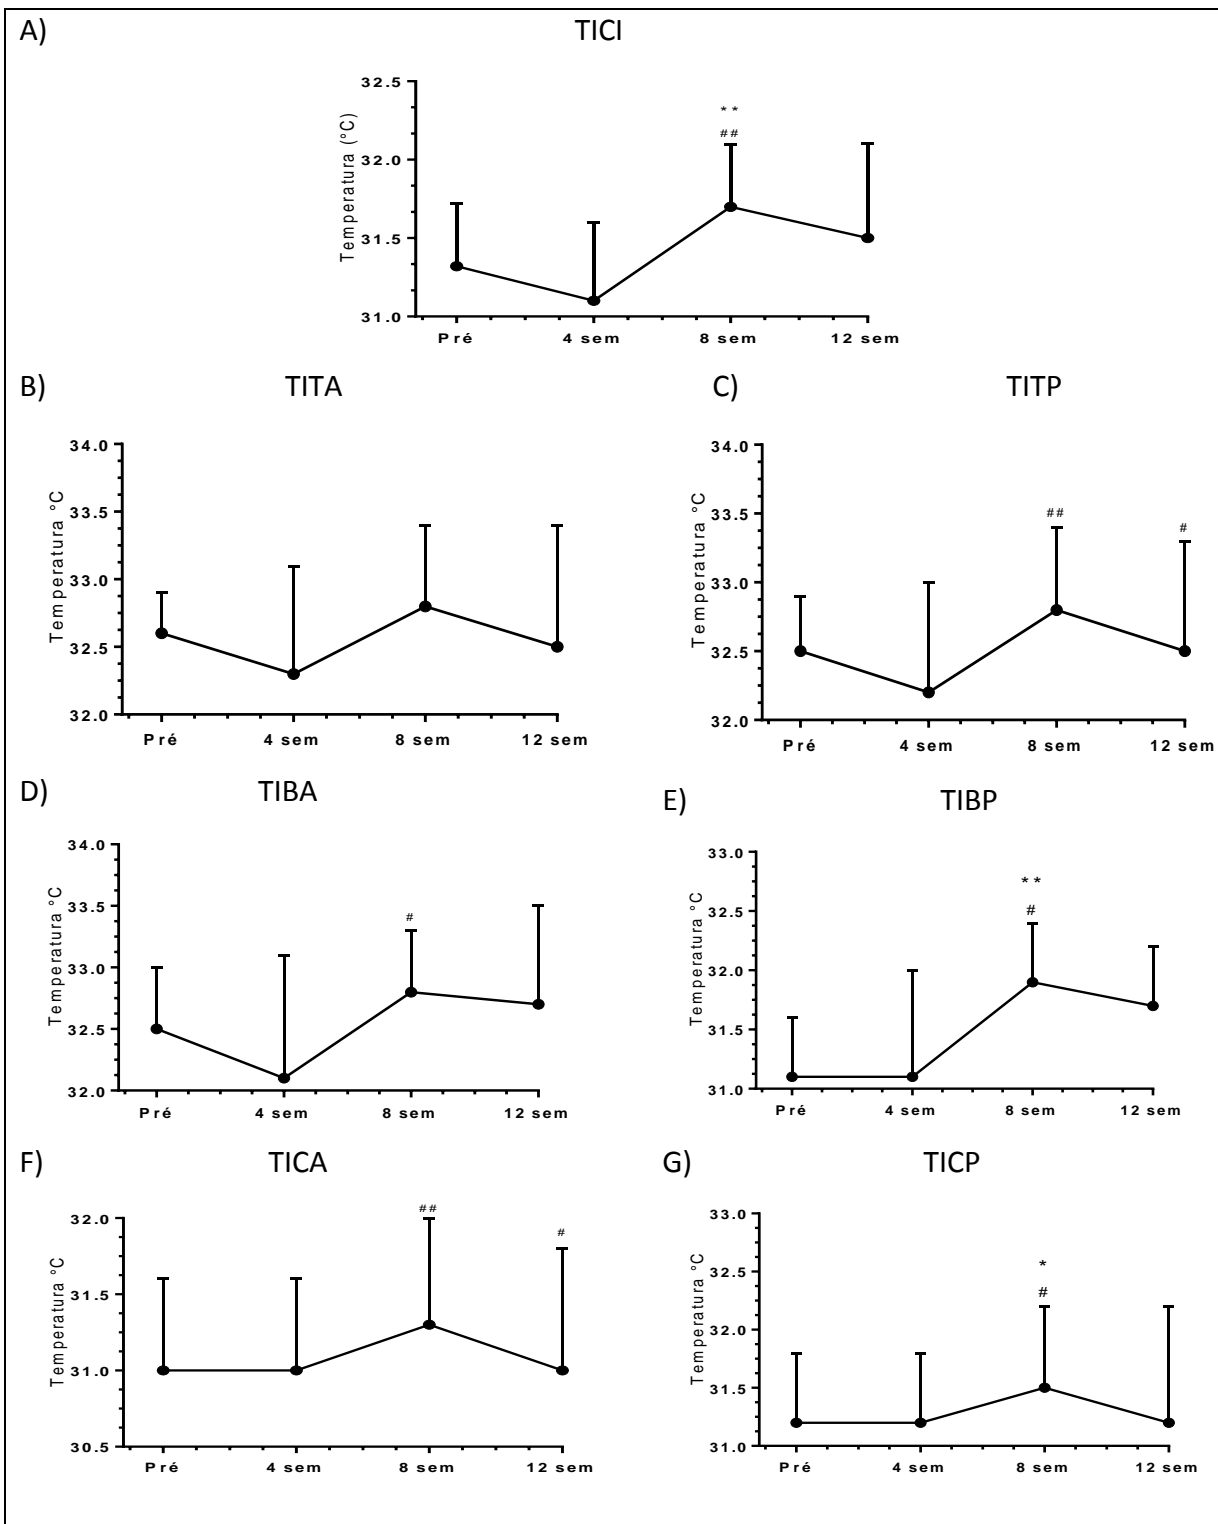 A) TICI
Temperatura (°C)
32.5
32.0
31.5
31.0
* *
##
Pré 4 sem 8 sem 12 sem
B) TITA
Temperatura °C
34.0
33.5
33.0
32.5
32.0
Pré 4 sem 8 sem 12 sem
C) TITP
Temperatura °C
34.0
33.5
33.0
32.5
32.0
## #
Pré 4 sem 8 sem 12 sem
D) TIBA
Temperatura °C
34.0
33.5
33.0
32.5
32.0
#
Pré 4 sem 8 sem 12 sem
E) TIBP
Temperatura °C
33.0
32.5
32.0
31.5
31.0
* *
#
Pré 4 sem 8 sem 12 sem
F) TICA
Temperatura °C
32.0
31.5
31.0
30.5
## #
Pré 4 sem 8 sem 12 sem
G) TICP
Temperatura °C
33.0
32.5
32.0
31.5
31.0
*
#
Pré 4 sem 8 sem 12 sem